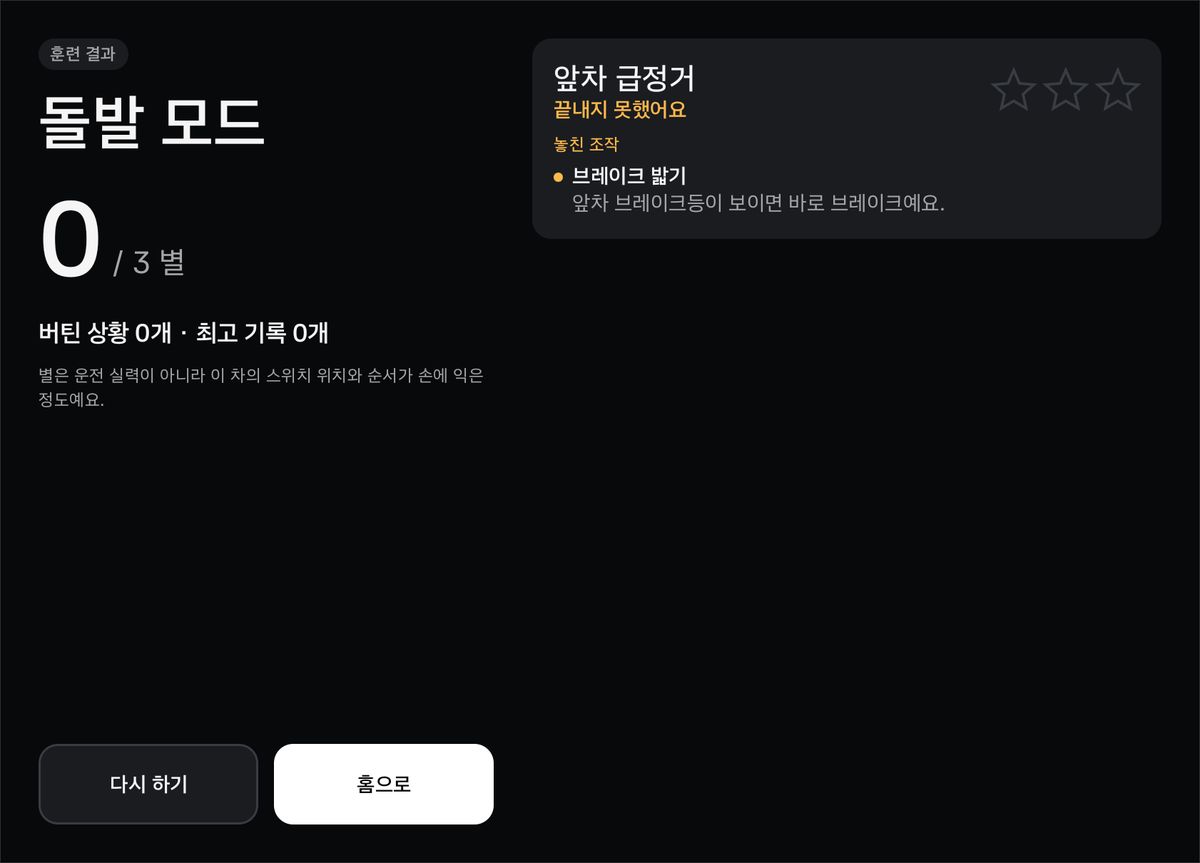 훈련 결과
돌발 모드
0 / 3 별
버틴 상황 0개 · 최고 기록 0개
별은 운전 실력이 아니라 이 차의 스위치 위치와 순서가 손에 익은
정도예요.
다시 하기
홈으로
앞차 급정거
끝내지 못했어요
놓친 조작
브레이크 밟기
앞차 브레이크등이 보이면 바로 브레이크예요.